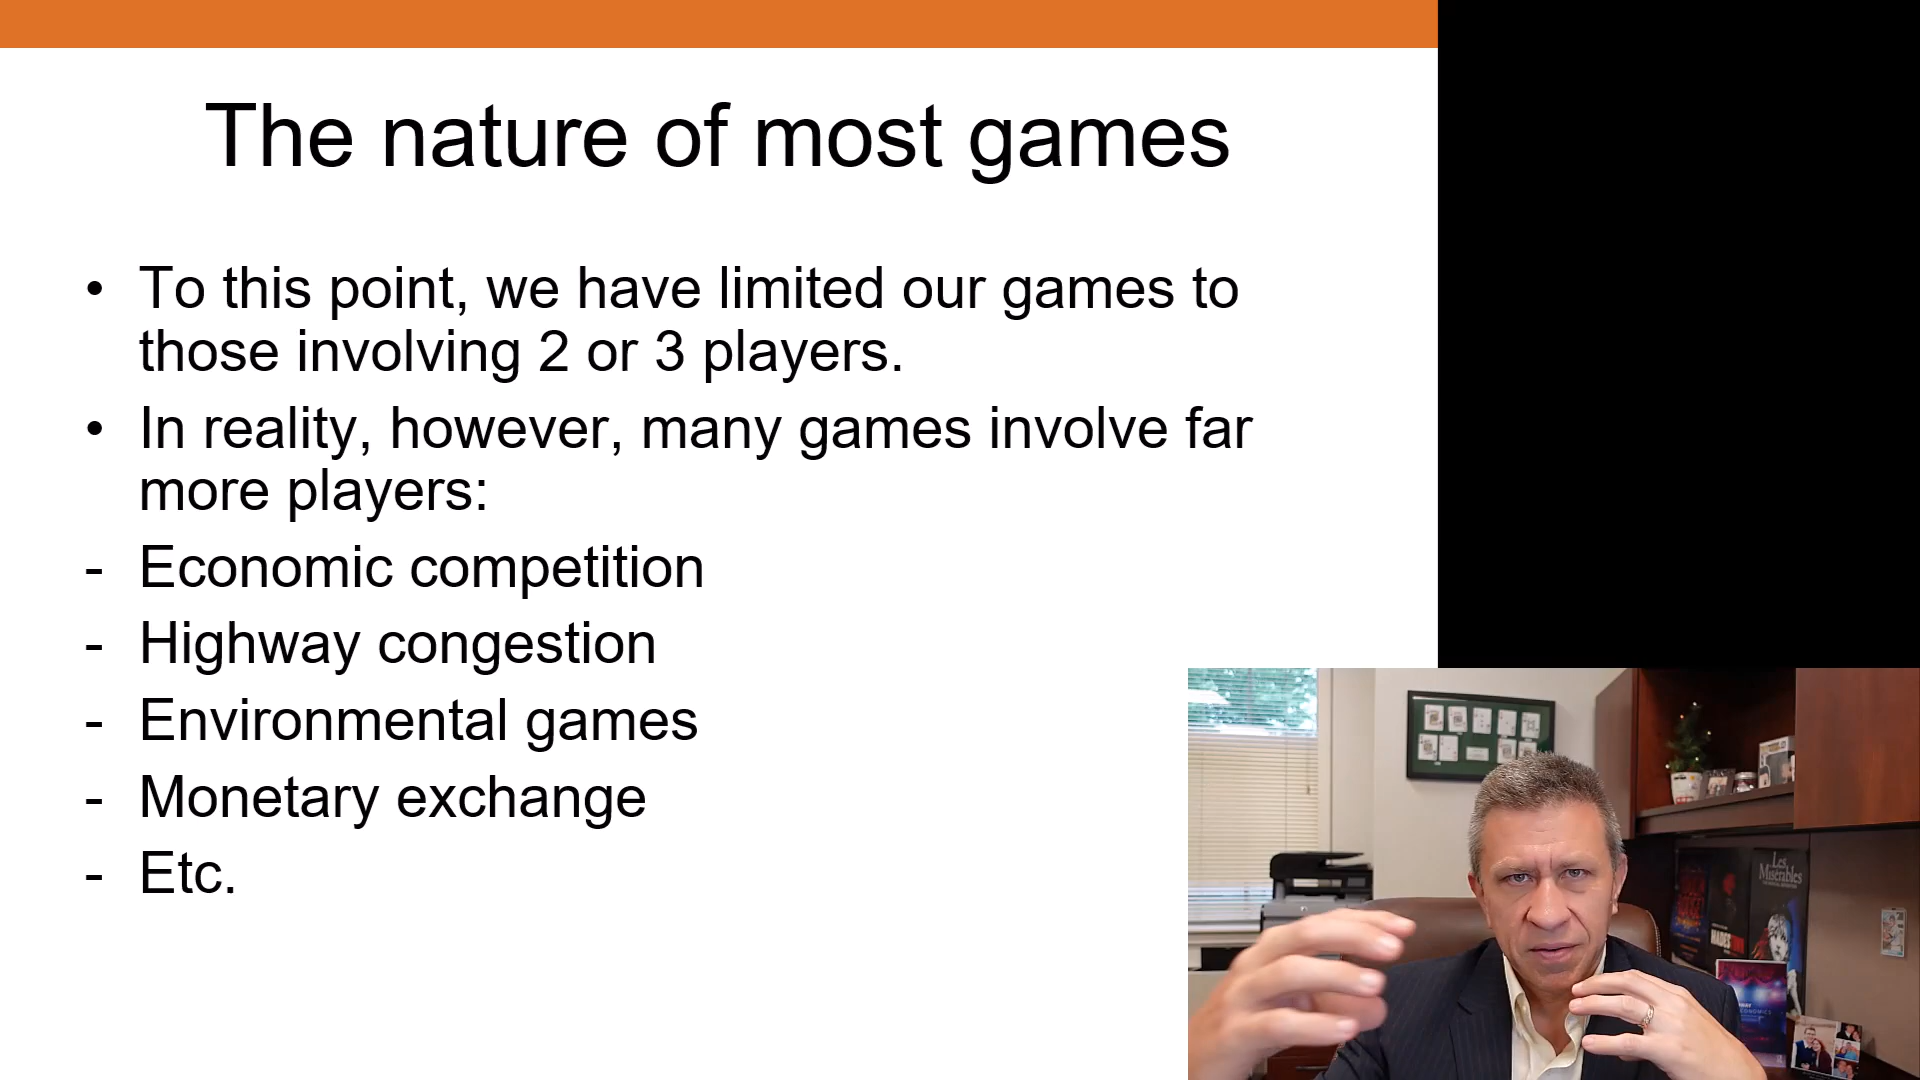 The nature of most games
• To this point, we have limited our games to
those involving 2 or 3 players.
• In reality, however, many games involve far
more players:
- Economic competition
- Highway congestion
- Environmental games
- Monetary exchange
- Etc.
Les
Misérables